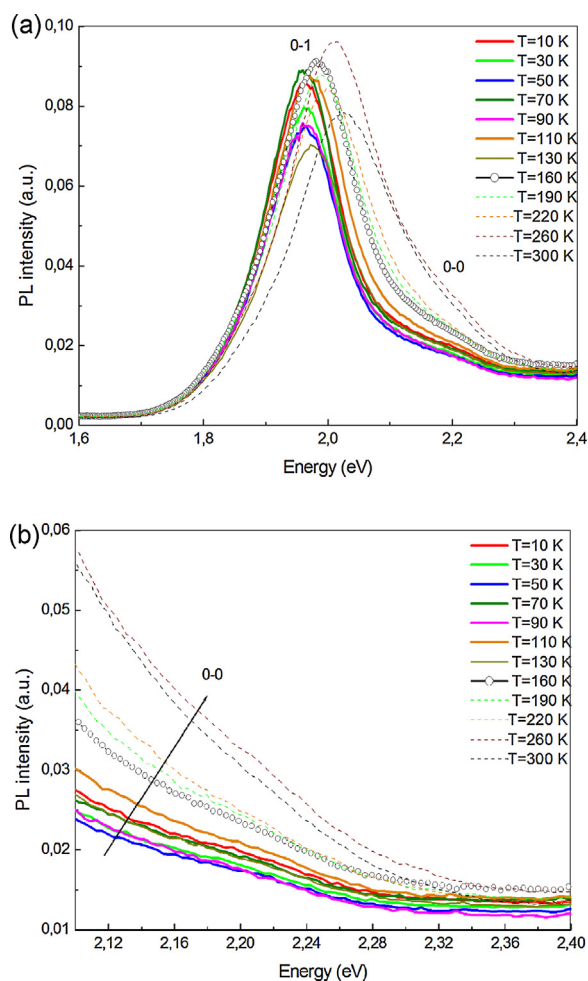 (a)
0,10
0,08
0,06
0,04
0,02
0,00
PL intensity (a.u.)
0-1
0-0
T=10 K
T=30 K
T=50 K
T=70 K
T=90 K
T=110 K
T=130 K
T=160 K
T=190 K
T=220 K
T=260 K
T=300 K
1,6 1,8 2,0 2,2 2,4
Energy (eV)
(b)
0,06
0,05
0,04
0,03
0,02
0,01
PL intensity (a.u.)
0-0
T=10 K
T=30 K
T=50 K
T=70 K
T=90 K
T=110 K
T=130 K
T=160 K
T=190 K
T=220 K
T=260 K
T=300 K
2,12 2,16 2,20 2,24 2,28 2,32 2,36 2,40
Energy (eV)